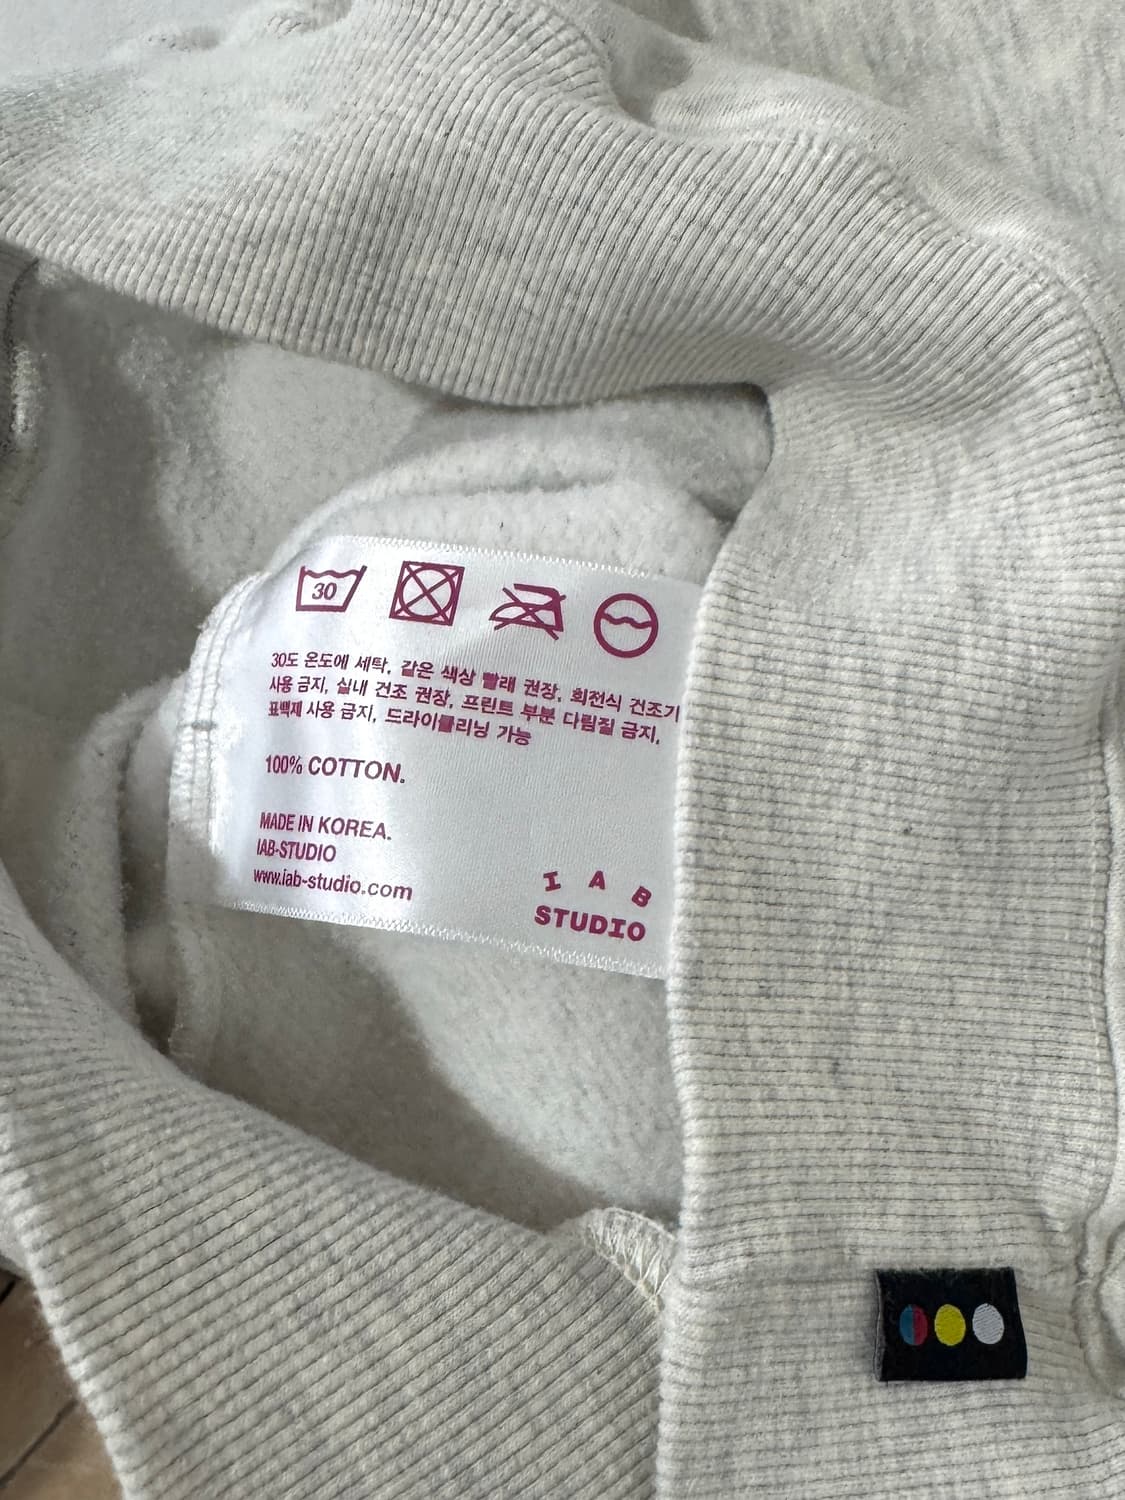 30
30도 온도에 세탁, 같은 색상 빨래 권장, 회전식 건조기
사용 금지, 실내 건조 권장, 프린트 부분 다림질 금지,
표백제 사용 금지, 드라이클리닝 가능
100% COTTON.
MADE IN KOREA.
IAB-STUDIO
www.iab-studio.com
I A B
STUDIO